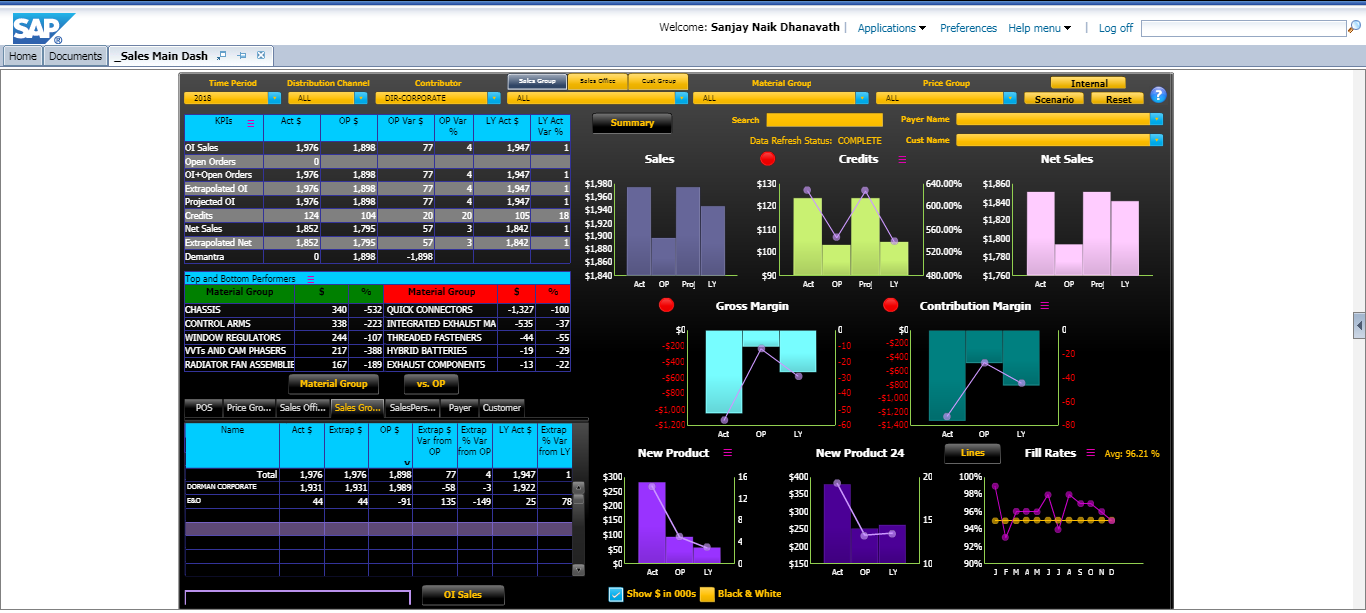 SAP ®
Welcome: Sanjay Naik Dhanavath | Applications Preferences Help menu | Log off
Home Documents _Sales Main Dash
Time Period Distribution Channel Contributor Sales Group Sales Office Cust Group Material Group Price Group Internal
2018 ALL DIR-CORPORATE ALL ALL ALL Scenario Reset ?
KPIs Act $ OP $ OP Var $ OP Var % LY Act $ LY Act Var %
OI Sales 1,976 1,898 77 4 1,947 1
Open Orders 0
OI+Open Orders 1,976 1,898 77 4 1,947 1
Extrapolated OI 1,976 1,898 77 4 1,947 1
Projected OI 1,976 1,898 77 4 1,947 1
Credits 124 104 20 20 105 18
Net Sales 1,852 1,795 57 3 1,842 1
Extrapolated Net 1,852 1,795 57 3 1,842 1
Demantra 0 1,898 -1,898
Summary Search Payer Name
Data Refresh Status: COMPLETE Cust Name
Sales
$1,980
$1,960
$1,940
$1,920
$1,900
$1,880
$1,860
$1,840
Act OP Proj LY
Credits
$130 640.00%
$120 600.00%
$110 560.00%
$100 520.00%
$90 480.00%
Act OP Proj LY
Net Sales
$1,860
$1,840
$1,820
$1,800
$1,780
$1,760
Act OP Proj LY
Top and Bottom Performers
Material Group $ % Material Group $ %
CHASSIS 340 -532 QUICK CONNECTORS -1,327 -100
CONTROL ARMS 338 -223 INTEGRATED EXHAUST MA -535 -37
WINDOW REGULATORS 244 -107 THREADED FASTENERS -44 -55
VVTs AND CAM PHASERS 217 -388 HYBRID BATTERIES -19 -29
RADIATOR FAN ASSEMBLIE 167 -189 EXHAUST COMPONENTS -13 -22
Material Group vs. OP
Gross Margin
$0 0
-$200 -10
-$400 -20
-$600 -30
-$800 -40
-$1,000 -50
-$1,200 -60
Act OP LY
Contribution Margin
$0 0
-$200
-$400 -20
-$600
-$800 -40
-$1,000
-$1,200 -60
-$1,400 -80
Act OP LY
POS Price Gro... Sales Offi... Sales Gro... SalesPers... Payer Customer
Name Act $ Extrap $ OP $ Extrap $ Var from OP Extrap % Var from OP LY Act $ Extrap % Var from LY
Total 1,976 1,976 1,898 77 4 1,947 1
DORMAN CORPORATE 1,931 1,931 1,989 -58 -3 1,922
E&O 44 44 -91 135 -149 25 78
New Product
$300 16
$250 12
$200
$150 8
$100 4
$50
$0 0
Act OP LY
New Product 24
$400 20
$350
$300 15
$250
$200
$150 10
Act OP LY
Lines Fill Rates Avg: 96.21 %
100%
98%
96%
94%
92%
90%
J F M A M J J A S O N D
OI Sales Show $ in 000s Black & White